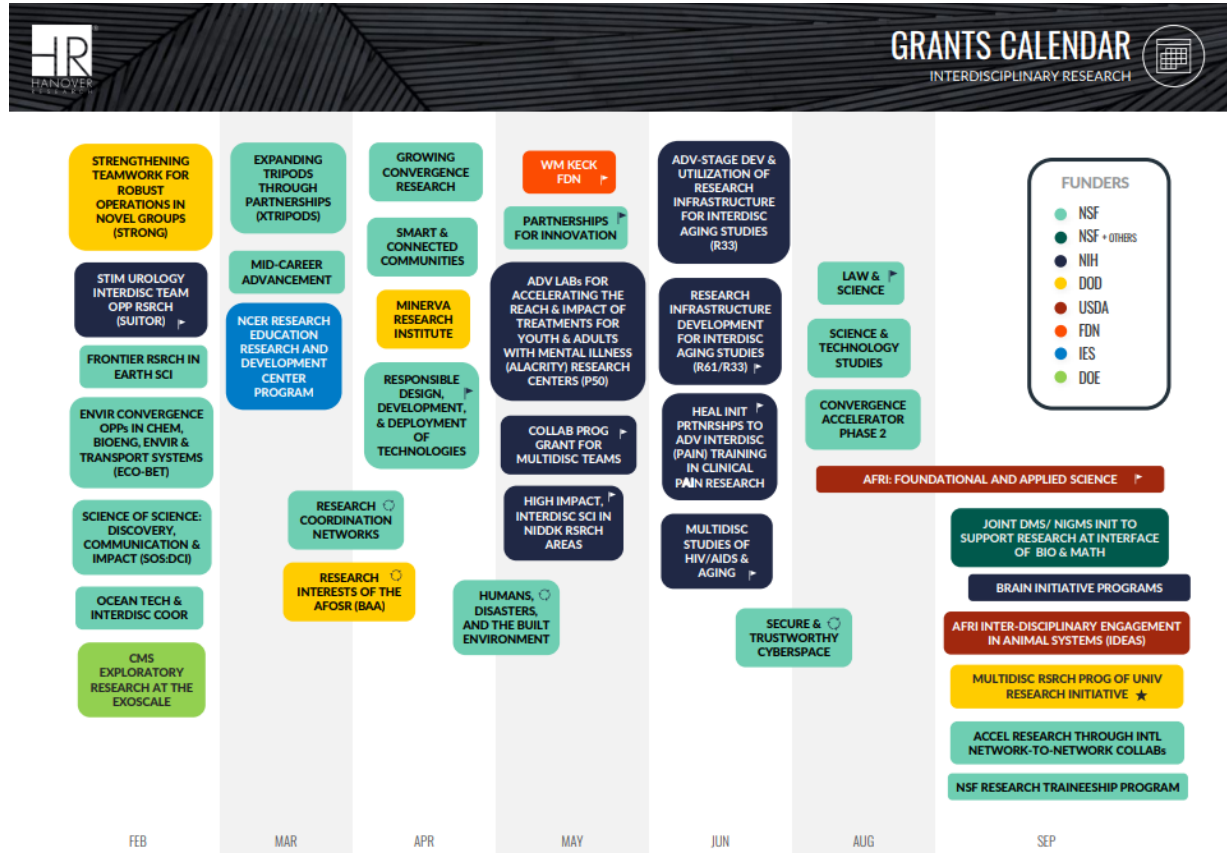 HR
HANOVER
RESEARCH
GRANTS CALENDAR
INTERDISCIPLINARY RESEARCH
STRENGTHENING
TEAMWORK FOR
ROBUST
OPERATIONS IN
NOVEL GROUPS
(STRONG)
STIM UROLOGY
INTERDISC TEAM
OPP RSRCH
(SUITOR)
FRONTIER RSRCH IN
EARTH SCI
ENVIR CONVERGENCE
OPPs IN CHEM,
BIOENG, ENVIR &
TRANSPORT SYSTEMS
(ECO-BET)
SCIENCE OF SCIENCE:
DISCOVERY,
COMMUNICATION &
IMPACT (SOS:DCI)
OCEAN TECH &
INTERDISC COOR
CMS
EXPLORATORY
RESEARCH AT THE
EXOSCALE
EXPANDING
TRIPODS
THROUGH
PARTNERSHIPS
(XTRIPODS)
MID-CAREER
ADVANCEMENT
NCER RESEARCH
EDUCATION
RESEARCH AND
DEVELOPMENT
CENTER
PROGRAM
RESEARCH
COORDINATION
NETWORKS
RESEARCH
INTERESTS OF THE
AFOSR (BAA)
GROWING
CONVERGENCE
RESEARCH
SMART &
CONNECTED
COMMUNITIES
MINERVA
RESEARCH
INSTITUTE
RESPONSIBLE
DESIGN,
DEVELOPMENT,
& DEPLOYMENT
OF
TECHNOLOGIES
HUMANS,
DISASTERS,
AND THE BUILT
ENVIRONMENT
WM KECK
FDN
PARTNERSHIPS
FOR INNOVATION
ADV LABs FOR
ACCELERATING THE
REACH & IMPACT OF
TREATMENTS FOR
YOUTH & ADULTS
WITH MENTAL ILLNESS
(ALACRITY) RESEARCH
CENTERS (P50)
COLLAB PROG
GRANT FOR
MULTIDISC TEAMS
HIGH IMPACT,
INTERDISC SCI IN
NIDDK RSRCH
AREAS
ADV-STAGE DEV &
UTILIZATION OF
RESEARCH
INFRASTRUCTURE
FOR INTERDISC
AGING STUDIES
(R33)
RESEARCH
INFRASTRUCTURE
DEVELOPMENT
FOR INTERDISC
AGING STUDIES
(R61/R33)
HEAL INIT
PRTNRSHPS TO
ADV INTERDISC
(PAIN) TRAINING
IN CLINICAL
PAIN RESEARCH
MULTIDISC
STUDIES OF
HIV/AIDS &
AGING
SECURE &
TRUSTWORTHY
CYBERSPACE
LAW &
SCIENCE
SCIENCE &
TECHNOLOGY
STUDIES
CONVERGENCE
ACCELERATOR
PHASE 2
AFRI: FOUNDATIONAL AND APPLIED SCIENCE
JOINT DMS/ NIGMS INIT TO
SUPPORT RESEARCH AT INTERFACE
OF BIO & MATH
BRAIN INITIATIVE PROGRAMS
AFRI INTER-DISCIPLINARY ENGAGEMENT
IN ANIMAL SYSTEMS (IDEAS)
MULTIDISC RSRCH PROG OF UNIV
RESEARCH INITIATIVE
ACCEL RESEARCH THROUGH INTL
NETWORK-TO-NETWORK COLLABs
NSF RESEARCH TRAINEESHIP PROGRAM
FUNDERS
NSF
NSF + OTHERS
NIH
DOD
USDA
FDN
IES
DOE
FEB
MAR
APR
MAY
JUN
AUG
SEP